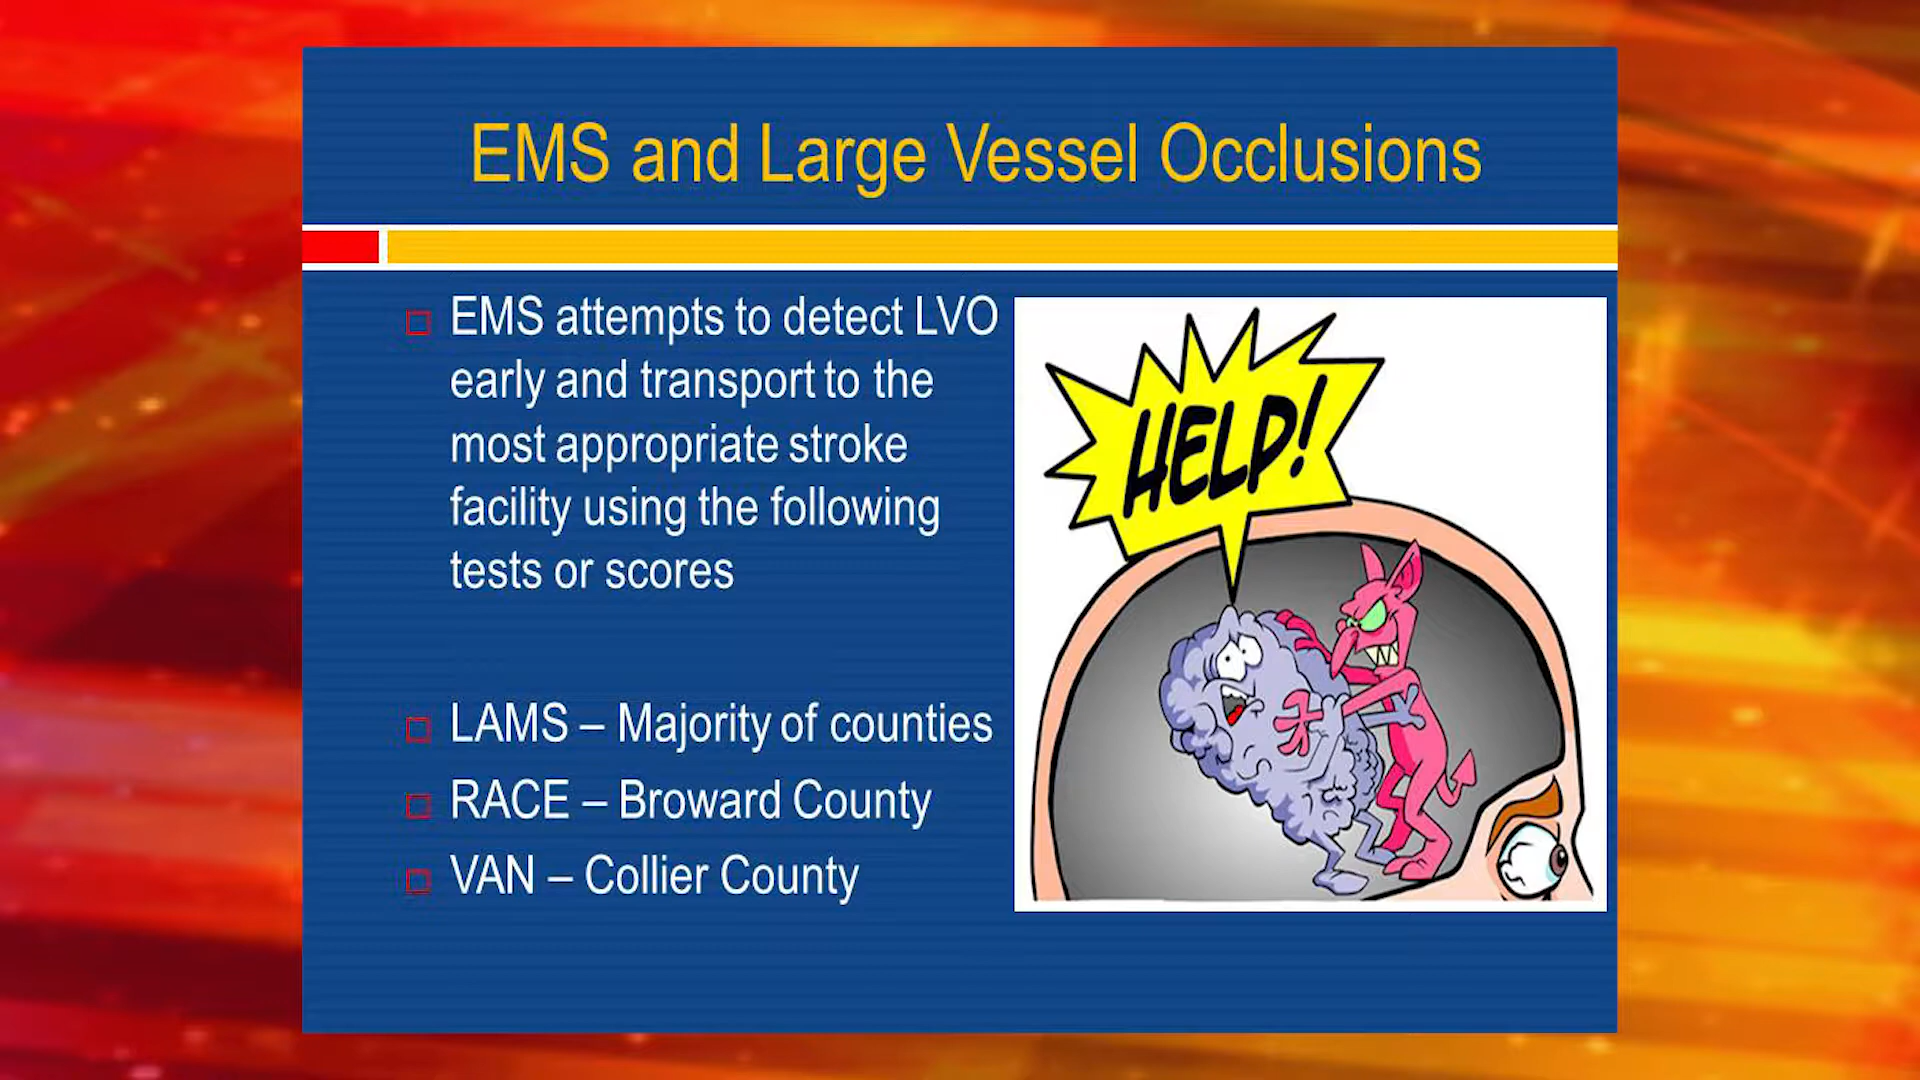 EMS and Large Vessel Occlusions
EMS attempts to detect LVO
early and transport to the
most appropriate stroke
facility using the following
tests or scores
LAMS – Majority of counties
RACE – Broward County
VAN – Collier County
HELP!